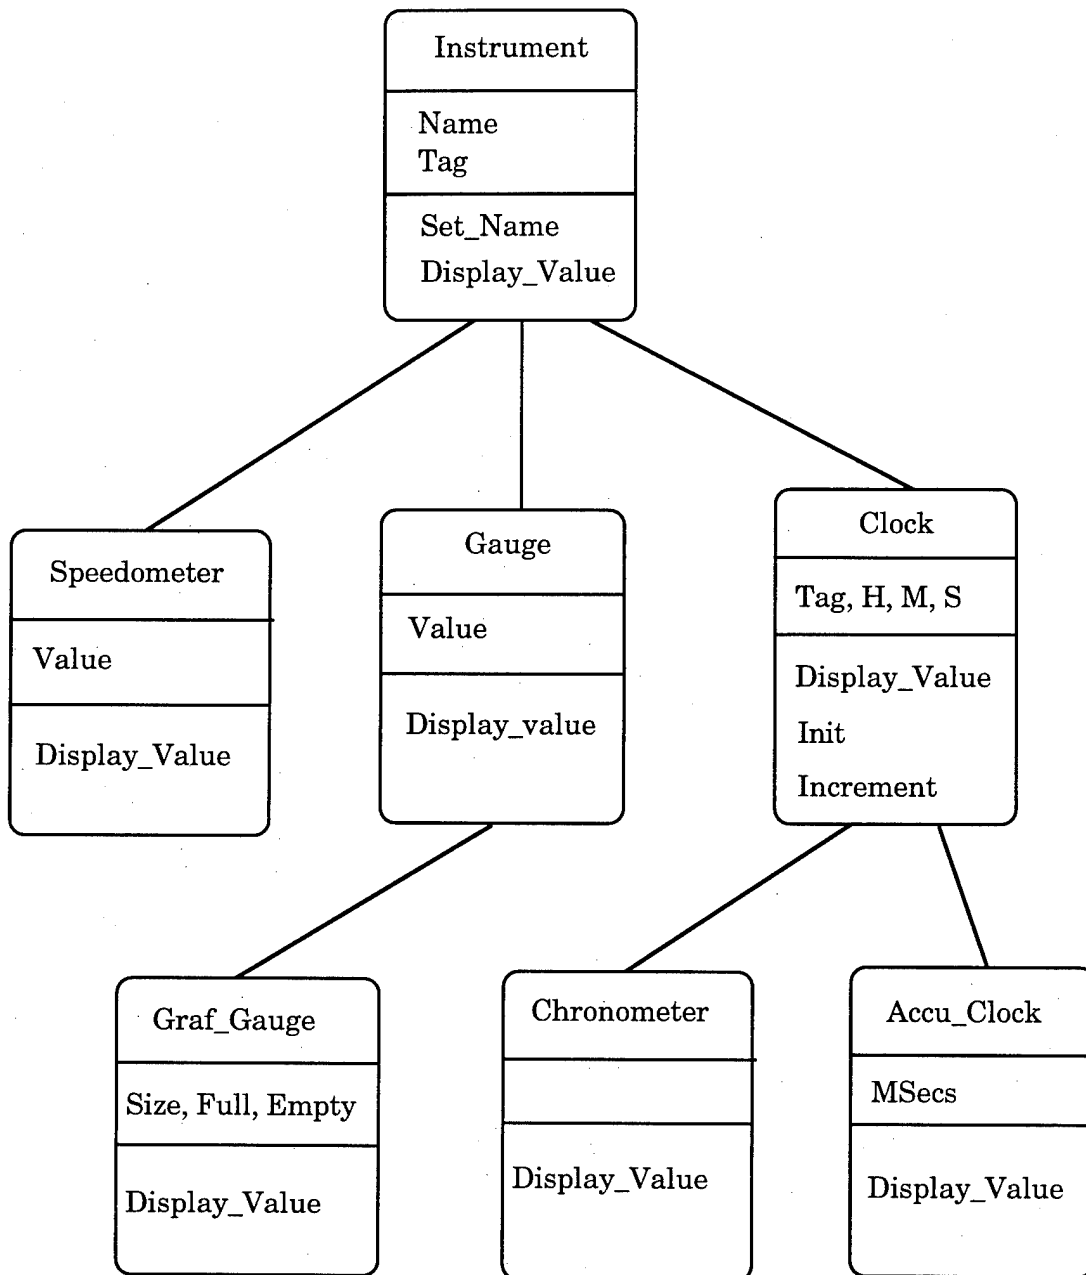 Instrument
Name
Tag
Set_Name
Display_Value
Speedometer
Value
Display_Value
Gauge
Value
Display_value
Clock
Tag, H, M, S
Display_Value
Init
Increment
Graf_Gauge
Size, Full, Empty
Display_Value
Chronometer
Display_Value
Accu_Clock
MSecs
Display_Value